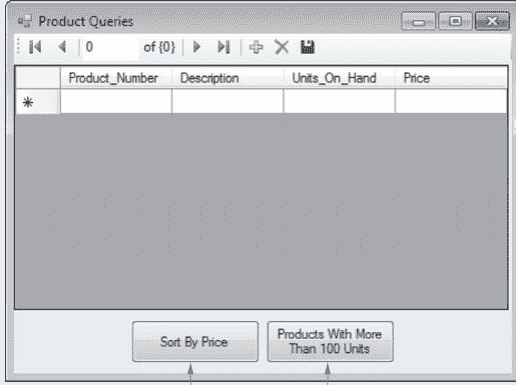 Product Queries
0 of {0}
Product_Number Description Units_On_Hand Price
*
Sort By Price
Products With More
Than 100 Units